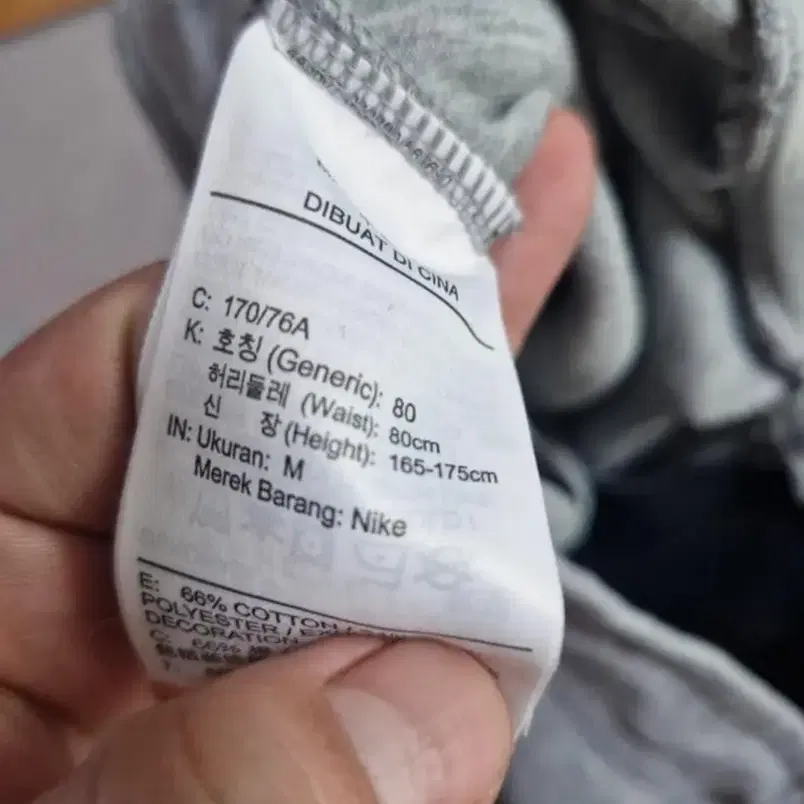 DIBUAT DI CINA
C: 170/76A
K: 호칭 (Generic): 80
허리둘레 (Waist): 80cm
신 장 (Height): 165-175cm
IN: Ukuran: M
Merek Barang: Nike
E: 66% COTTON /
POLYESTER /
DECORATION
C: 66%